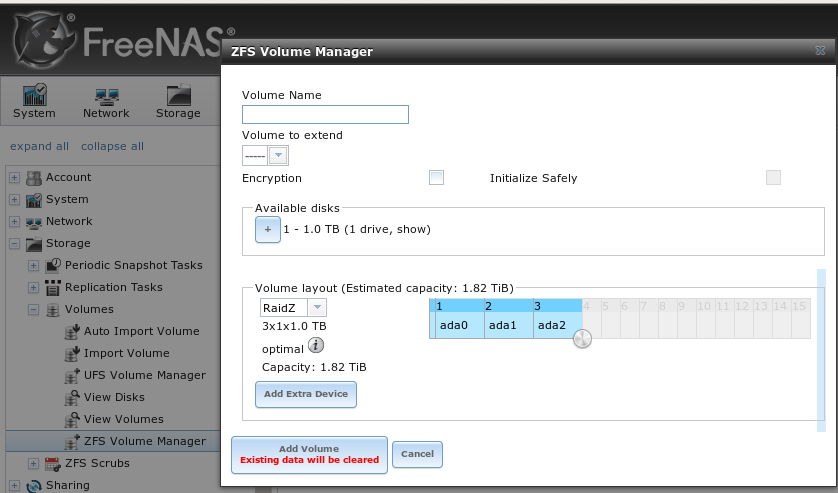 FreeNAS®
ZFS Volume Manager
System
Network
Storage
expand all collapse all
Account
System
Network
Storage
Periodic Snapshot Tasks
Replication Tasks
Volumes
Auto Import Volume
Import Volume
UFS Volume Manager
View Disks
View Volumes
ZFS Volume Manager
ZFS Scrubs
Sharing
Volume Name
Volume to extend
-----
Encryption Initialize Safely
Available disks
+ 1 - 1.0 TB (1 drive, show)
Volume layout (Estimated capacity: 1.82 TiB)
RaidZ
3x1x1.0 TB
optimal
Capacity: 1.82 TiB
1 2 3 4 5 6 7 8 9 10 11 12 13 14 15
ada0 ada1 ada2
Add Extra Device
Add Volume
Existing data will be cleared
Cancel